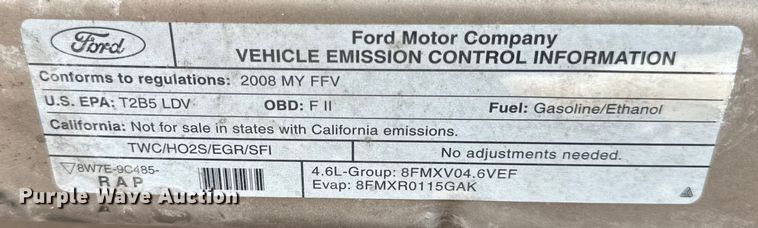 Ford
Ford Motor Company
VEHICLE EMISSION CONTROL INFORMATION
Conforms to regulations: 2008 MY FFV
U.S. EPA: T2B5 LDV OBD: F II Fuel: Gasoline/Ethanol
California: Not for sale in states with California emissions.
TWC/HO2S/EGR/SFI No adjustments needed.
8W7E-9C485-
RAP
4.6L-Group: 8FMXV04.6VEF
Evap: 8FMXR0115GAK
Purple Wave Auction